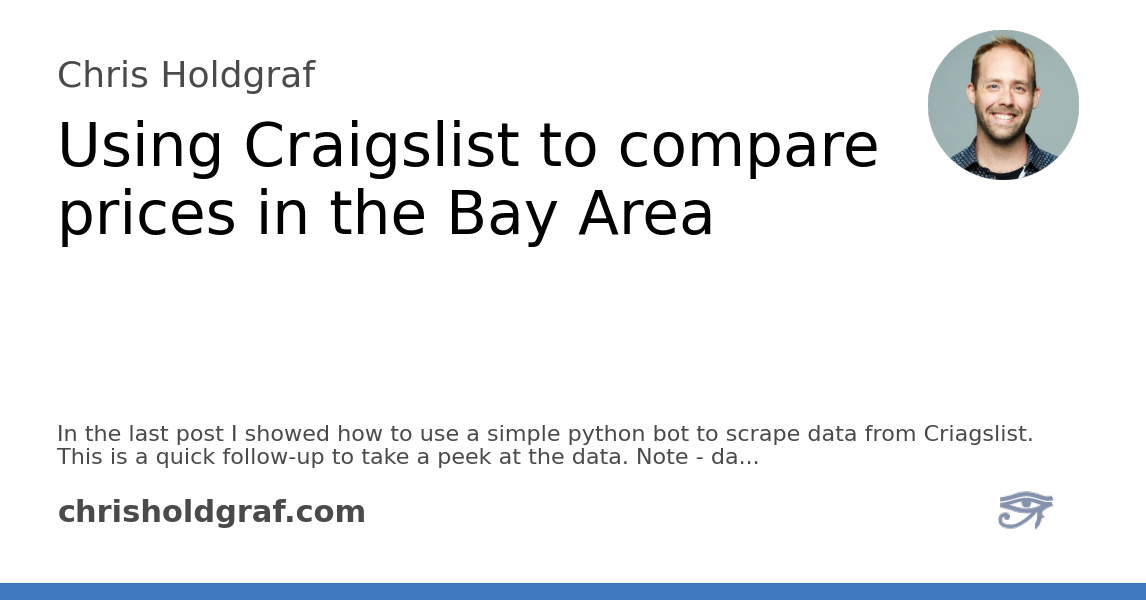 Chris Holdgraf
Using Craigslist to compare
prices in the Bay Area
In the last post I showed how to use a simple python bot to scrape data from Criagslist.
This is a quick follow-up to take a peek at the data. Note - da...
chrisholdgraf.com